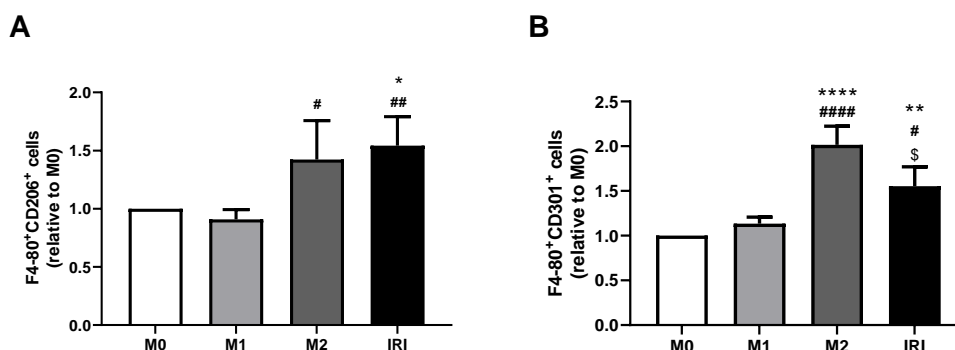 A
F4-80⁺CD206⁺ cells
(relative to M0)
2.0
1.5
1.0
0.5
0.0
#
*
##
M0 M1 M2 IRI
B
F4-80⁺CD301⁺ cells
(relative to M0)
2.5
2.0
1.5
1.0
0.5
0.0
****
####
**
#
$
M0 M1 M2 IRI